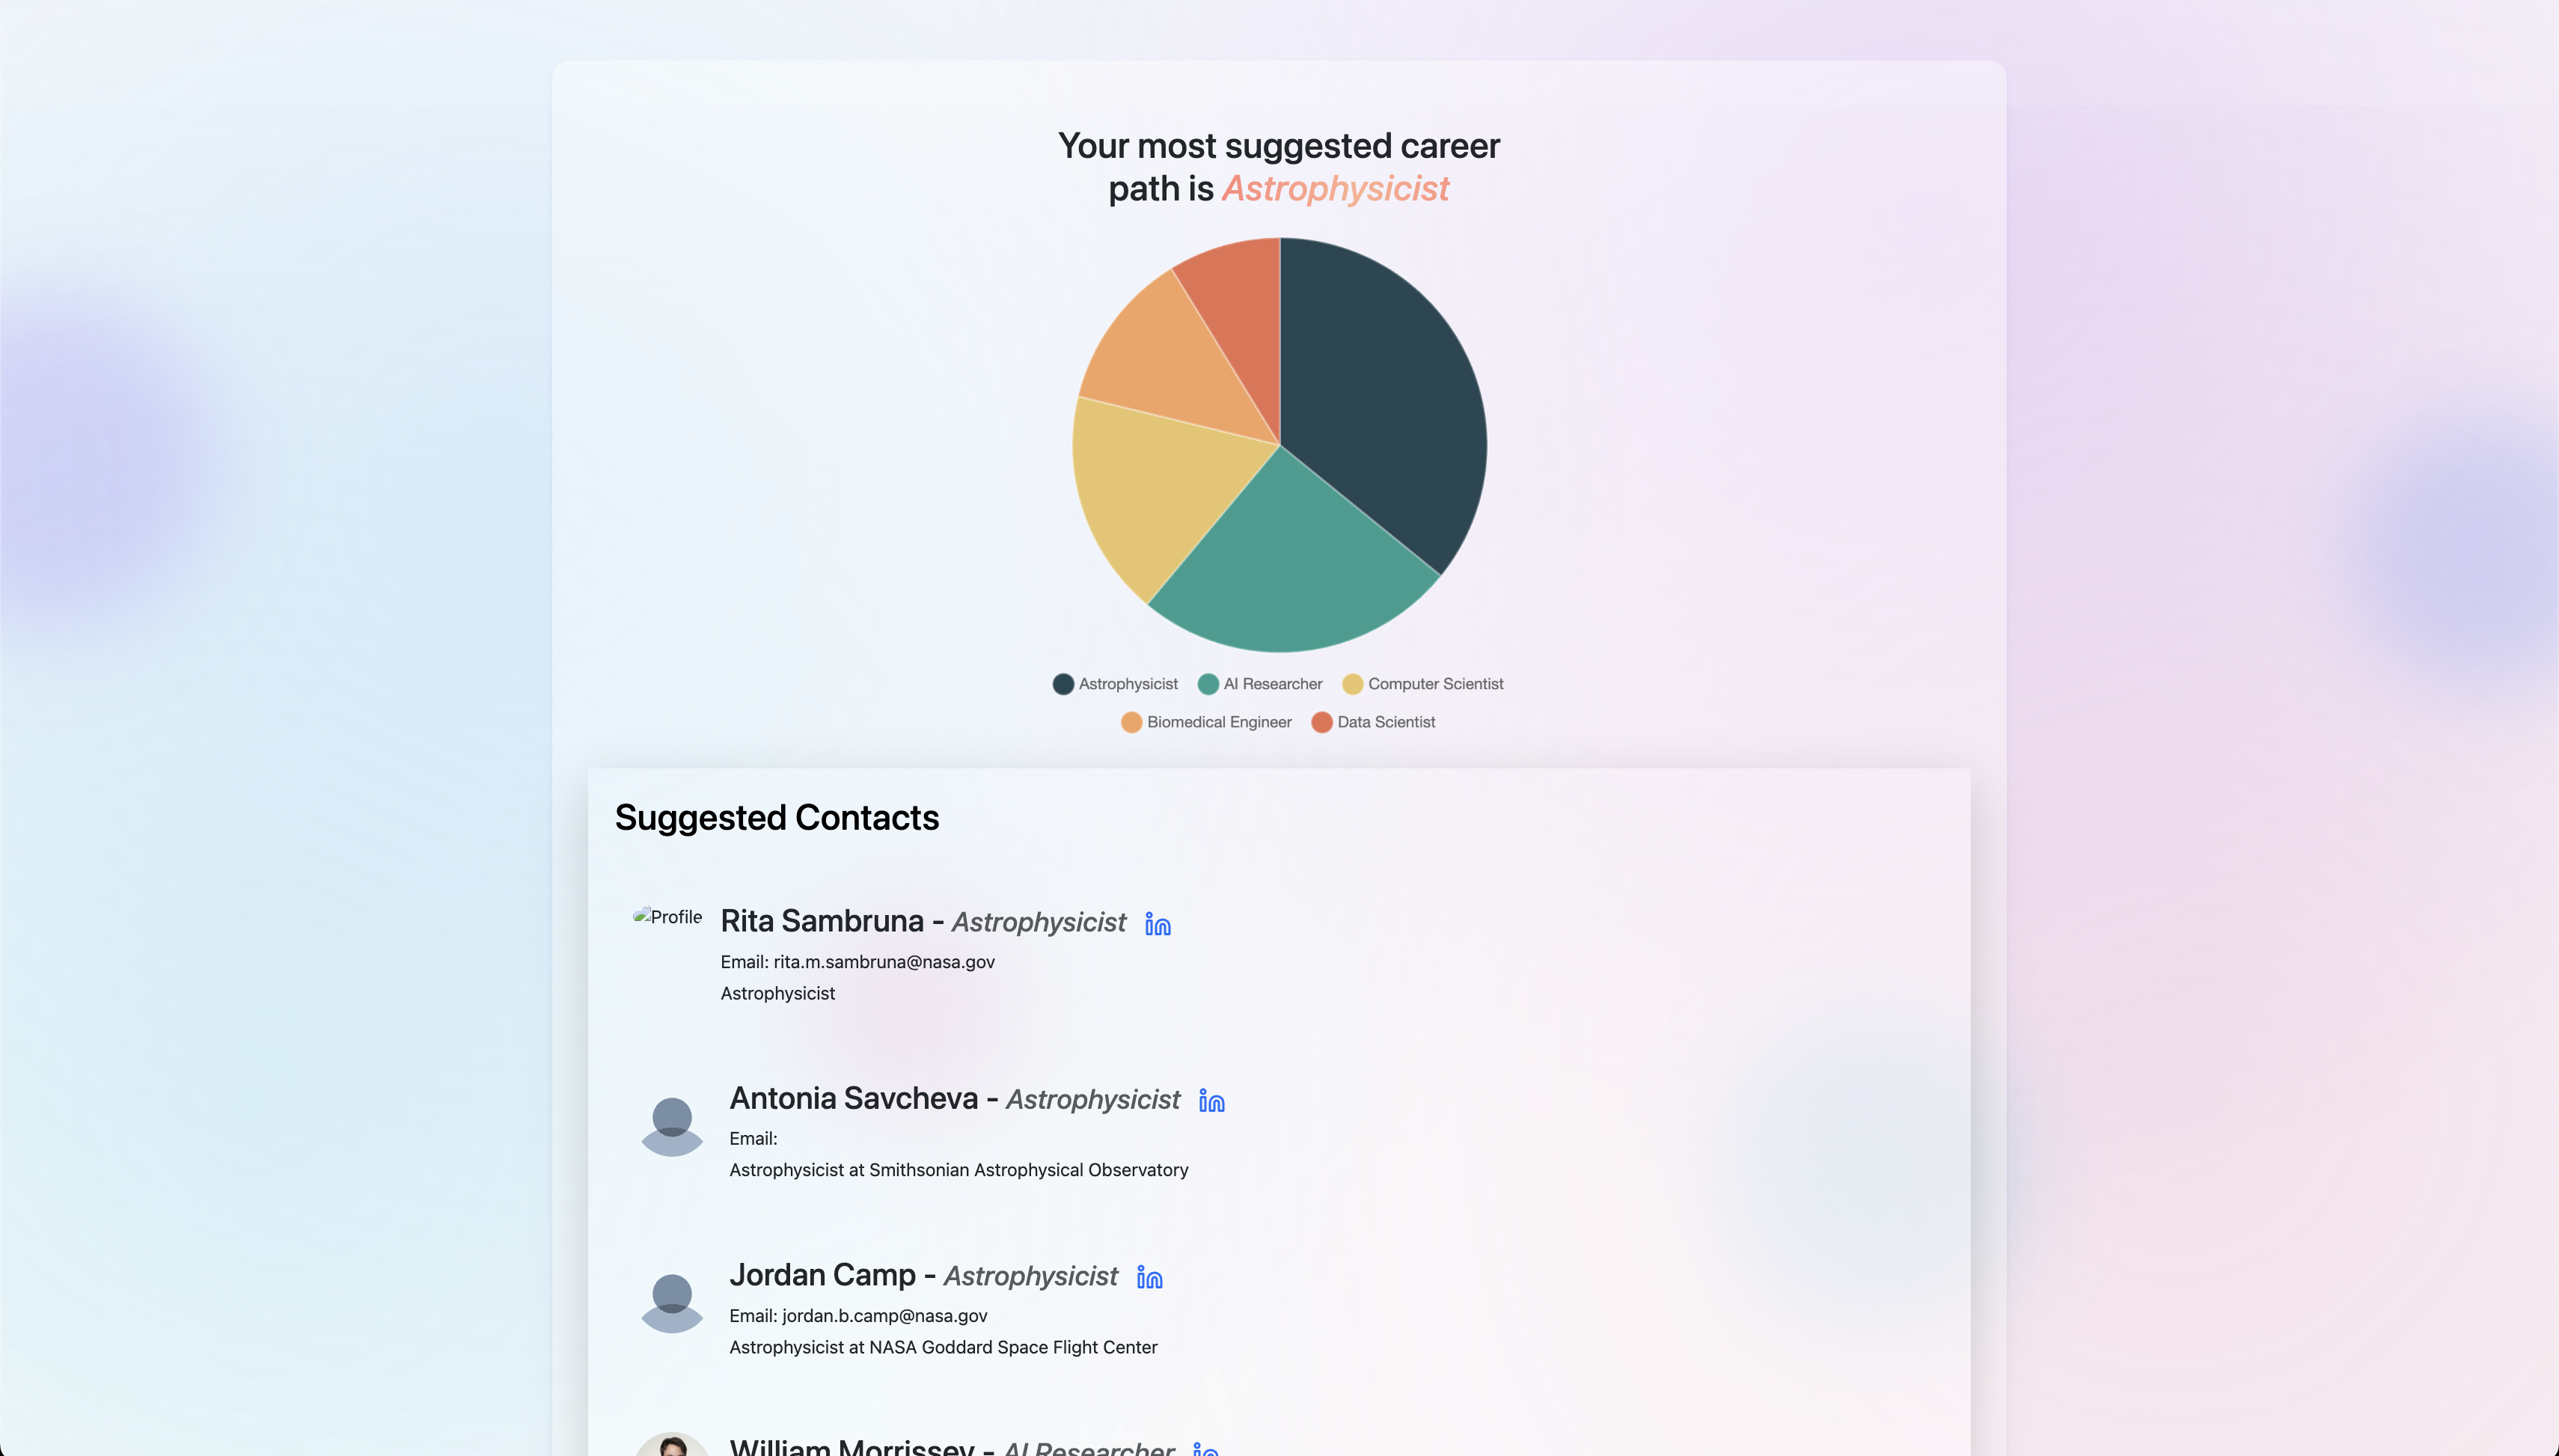 Your most suggested career
path is Astrophysicist
Astrophysicist AI Researcher Computer Scientist
Biomedical Engineer Data Scientist
Suggested Contacts
Profile Rita Sambruna - Astrophysicist in
Email: rita.m.sambruna@nasa.gov
Astrophysicist
Antonia Savcheva - Astrophysicist in
Email:
Astrophysicist at Smithsonian Astrophysical Observatory
Jordan Camp - Astrophysicist in
Email: jordan.b.camp@nasa.gov
Astrophysicist at NASA Goddard Space Flight Center
William Morrissey - AI Researcher in